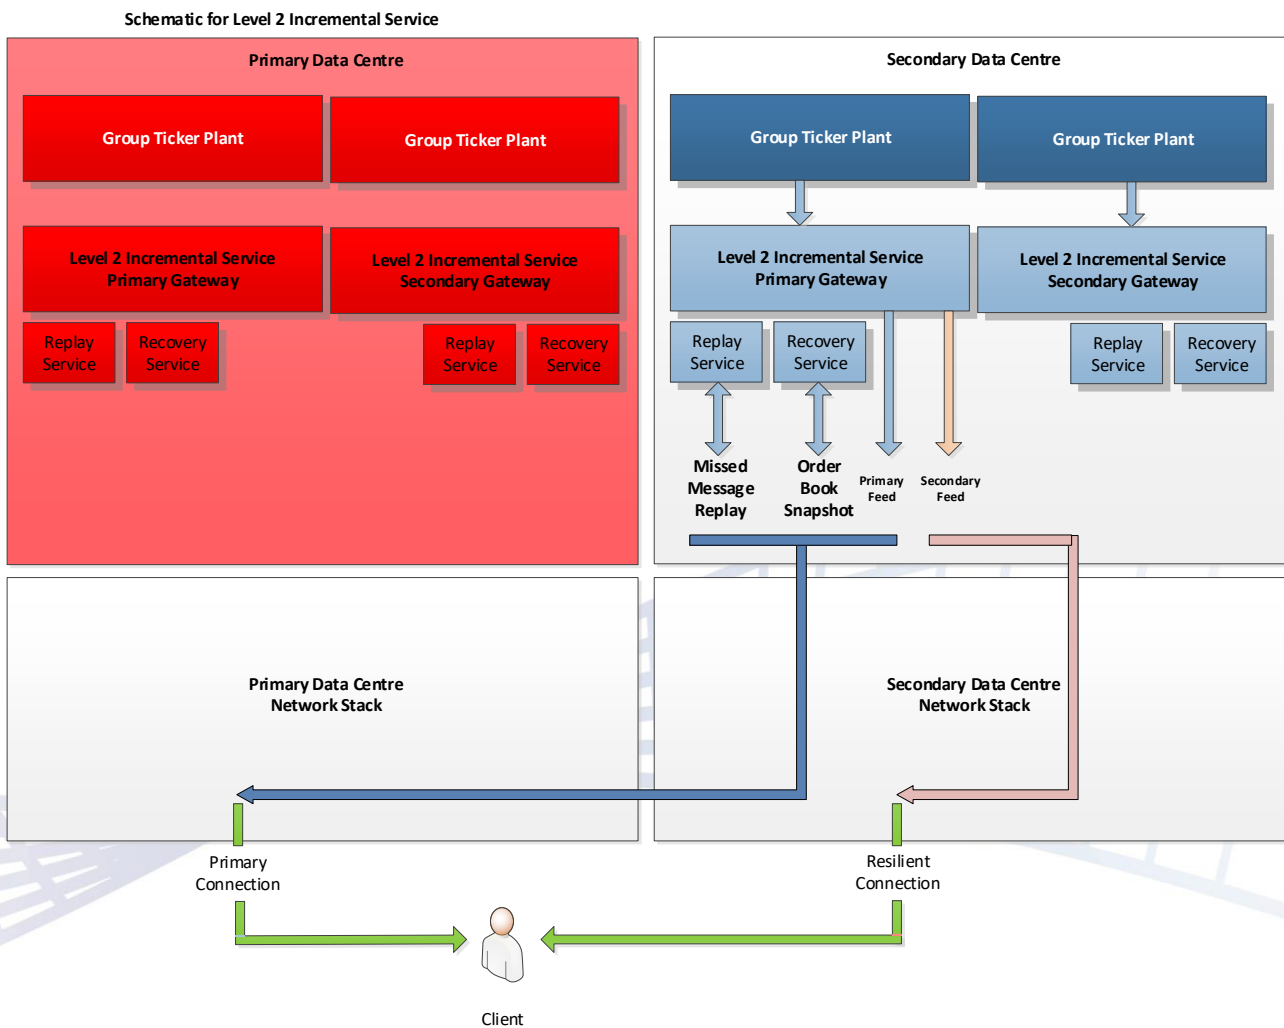 Schematic for Level 2 Incremental Service
Primary Data Centre
Group Ticker Plant
Group Ticker Plant
Level 2 Incremental Service
Primary Gateway
Level 2 Incremental Service
Secondary Gateway
Replay
Service
Recovery
Service
Replay
Service
Recovery
Service
Secondary Data Centre
Group Ticker Plant
Group Ticker Plant
Level 2 Incremental Service
Primary Gateway
Level 2 Incremental Service
Secondary Gateway
Replay
Service
Recovery
Service
Replay
Service
Recovery
Service
Missed
Message
Replay
Order
Book
Snapshot
Primary
Feed
Secondary
Feed
Primary Data Centre
Network Stack
Secondary Data Centre
Network Stack
Primary
Connection
Resilient
Connection
Client